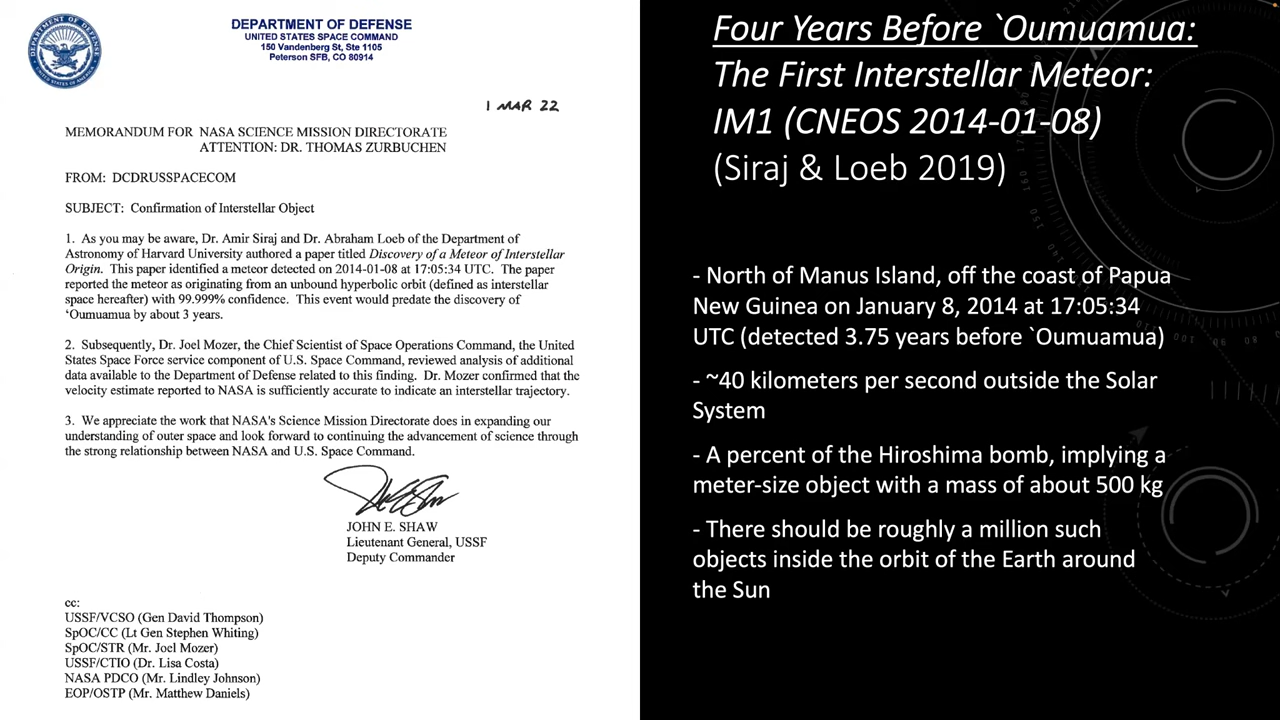 DEPARTMENT OF DEFENSE
UNITED STATES SPACE COMMAND
150 Vandenberg St, Ste 1105
Peterson SFB, CO 80914
1 MAR 22
MEMORANDUM FOR NASA SCIENCE MISSION DIRECTORATE
ATTENTION: DR. THOMAS ZURBUCHEN
FROM: DCDRUSSPACECOM
SUBJECT: Confirmation of Interstellar Object
1. As you may be aware, Dr. Amir Siraj and Dr. Abraham Loeb of the Department of
Astronomy of Harvard University authored a paper titled Discovery of a Meteor of Interstellar
Origin. This paper identified a meteor detected on 2014-01-08 at 17:05:34 UTC. The paper
reported the meteor as originating from an unbound hyperbolic orbit (defined as interstellar
space hereafter) with 99.999% confidence. This event would predate the discovery of
‘Oumuamua by about 3 years.
2. Subsequently, Dr. Joel Mozer, the Chief Scientist of Space Operations Command, the United
States Space Force service component of U.S. Space Command, reviewed analysis of additional
data available to the Department of Defense related to this finding. Dr. Mozer confirmed that the
velocity estimate reported to NASA is sufficiently accurate to indicate an interstellar trajectory.
3. We appreciate the work that NASA's Science Mission Directorate does in expanding our
understanding of outer space and look forward to continuing the advancement of science through
the strong relationship between NASA and U.S. Space Command.
JOHN E. SHAW
Lieutenant General, USSF
Deputy Commander
cc:
USSF/VCSO (Gen David Thompson)
SpOC/CC (Lt Gen Stephen Whiting)
SpOC/STR (Mr. Joel Mozer)
USSF/CTIO (Dr. Lisa Costa)
NASA PDCO (Mr. Lindley Johnson)
EOP/OSTP (Mr. Matthew Daniels)
Four Years Before `Oumuamua:
The First Interstellar Meteor:
IM1 (CNEOS 2014-01-08)
(Siraj & Loeb 2019)
- North of Manus Island, off the coast of Papua
New Guinea on January 8, 2014 at 17:05:34
UTC (detected 3.75 years before `Oumuamua)
- ~40 kilometers per second outside the Solar
System
- A percent of the Hiroshima bomb, implying a
meter-size object with a mass of about 500 kg
- There should be roughly a million such
objects inside the orbit of the Earth around
the Sun